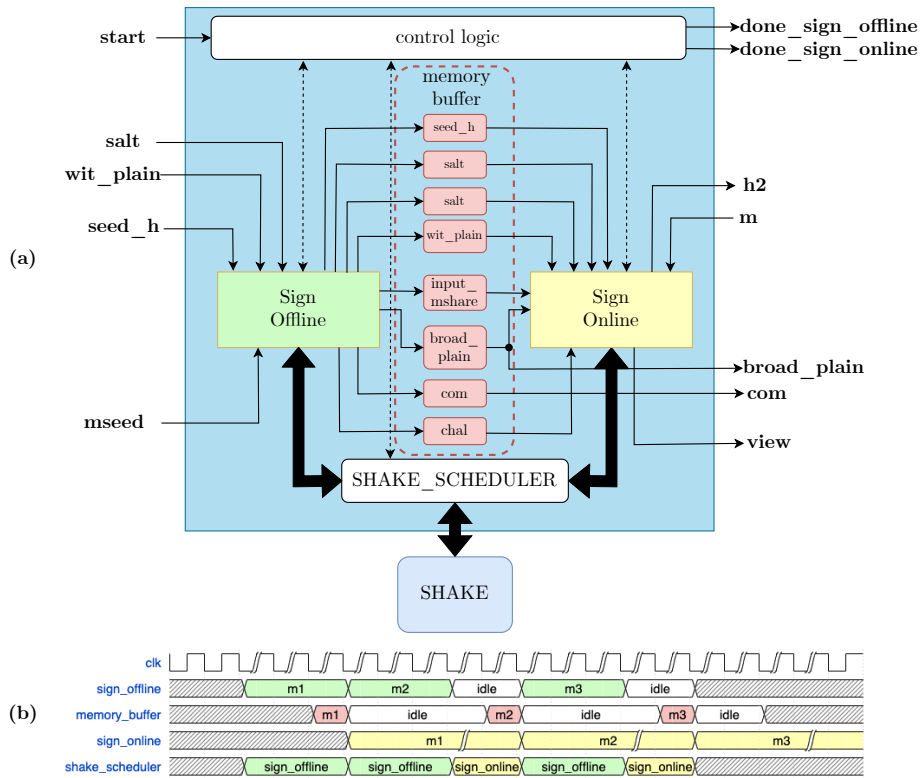 start
control logic
done_sign_offline
done_sign_online
memory
buffer
seed_h
salt
salt
salt
wit_plain
h2
m
seed_h
wit_plain
(a)
Sign
Offline
input_
mshare
Sign
Online
broad_
plain
broad_plain
com
com
mseed
chal
view
SHAKE_SCHEDULER
SHAKE
(b)
clk
sign_offline
m1
m2
idle
m3
idle
memory_buffer
m1
idle
m2
idle
m3
idle
sign_online
m1
m2
m3
shake_scheduler
sign_offline
sign_offline
sign_online
sign_offline
sign_online